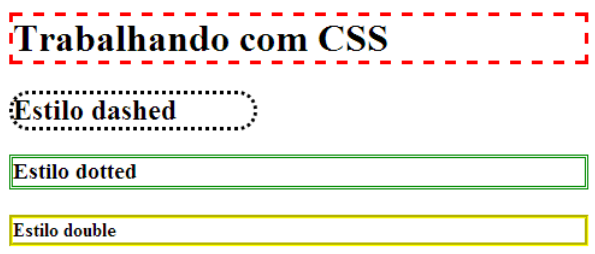 Trabalhando com CSS
Estilo dashed
Estilo dotted
Estilo double